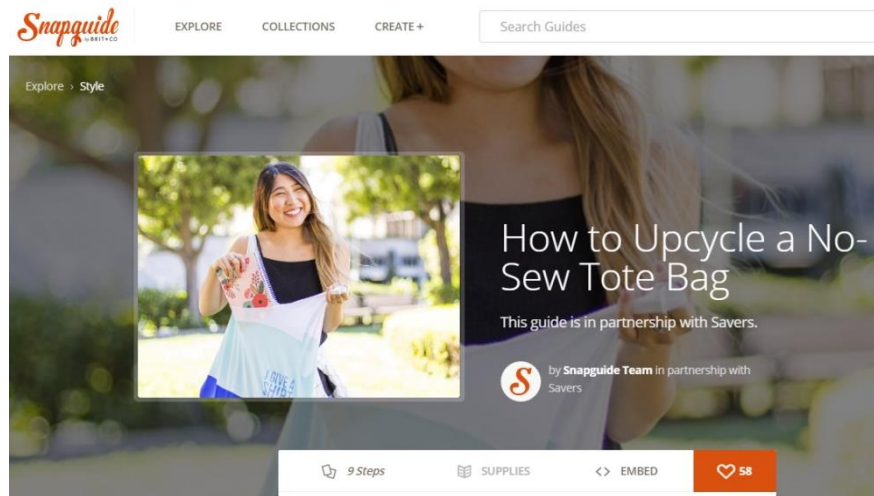 Snapguide
by BRIT+CO
EXPLORE
COLLECTIONS
CREATE +
Search Guides
Explore › Style
I GIVE A
How to Upcycle a No-
Sew Tote Bag
This guide is in partnership with Savers.
S
by Snapguide Team in partnership with
Savers
9 Steps
SUPPLIES
<> EMBED
58